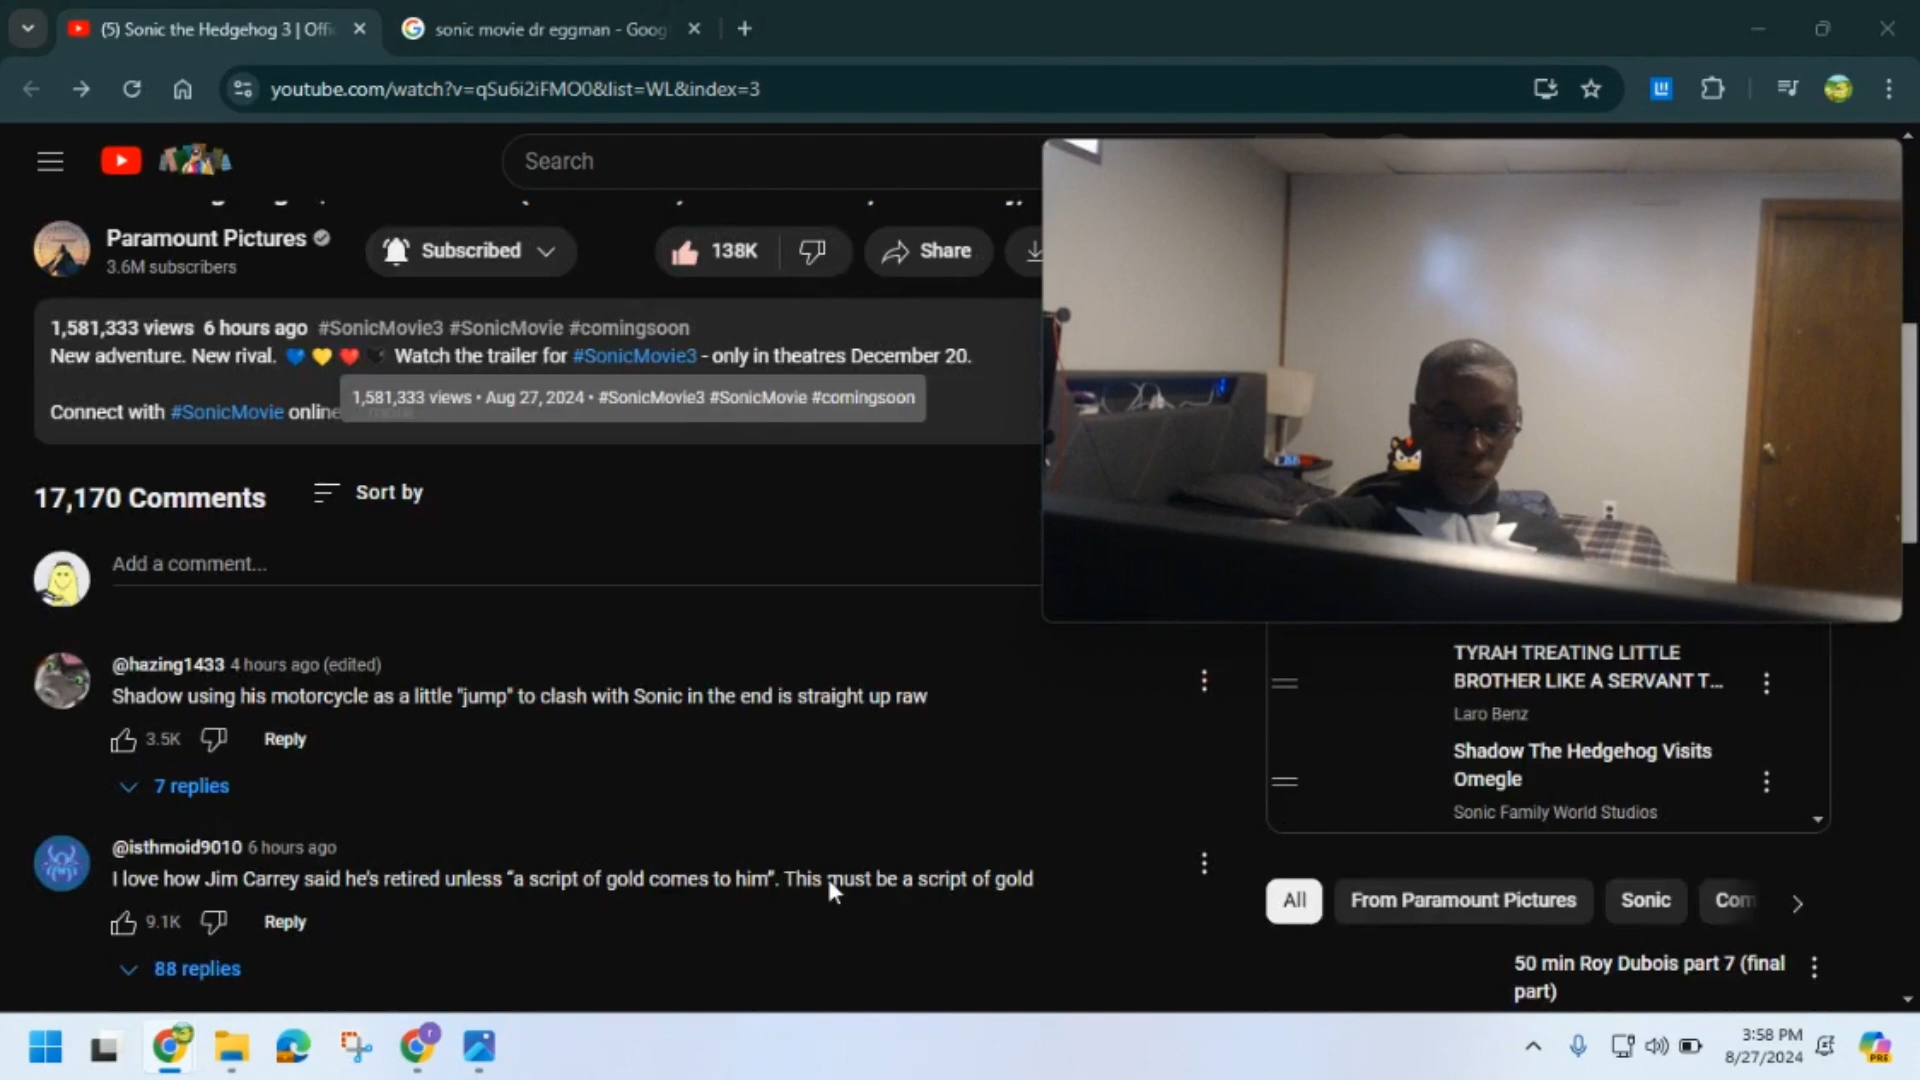 (5) Sonic the Hedgehog 3 | Offi
sonic movie dr eggman - Goog
youtube.com/watch?v=qSu6i2iFMO0&list=WL&index=3
Search
Paramount Pictures
3.6M subscribers
Subscribed
138K
Share
1,581,333 views 6 hours ago #SonicMovie3 #SonicMovie #comingsoon
New adventure. New rival. 💙 💛 ❤️ 🖤 Watch the trailer for #SonicMovie3 - only in theatres December 20.
1,581,333 views • Aug 27, 2024 • #SonicMovie3 #SonicMovie #comingsoon
Connect with #SonicMovie online
17,170 Comments
Sort by
Add a comment...
@hazing1433 4 hours ago (edited)
Shadow using his motorcycle as a little "jump" to clash with Sonic in the end is straight up raw
3.5K
Reply
7 replies
@isthmoid9010 6 hours ago
I love how Jim Carrey said he's retired unless “a script of gold comes to him”. This must be a script of gold
9.1K
Reply
88 replies
TYRAH TREATING LITTLE
BROTHER LIKE A SERVANT T...
Laro Benz
Shadow The Hedgehog Visits
Omegle
Sonic Family World Studios
All
From Paramount Pictures
Sonic
Com
50 min Roy Dubois part 7 (final
part)
3:58 PM
8/27/2024
PRE